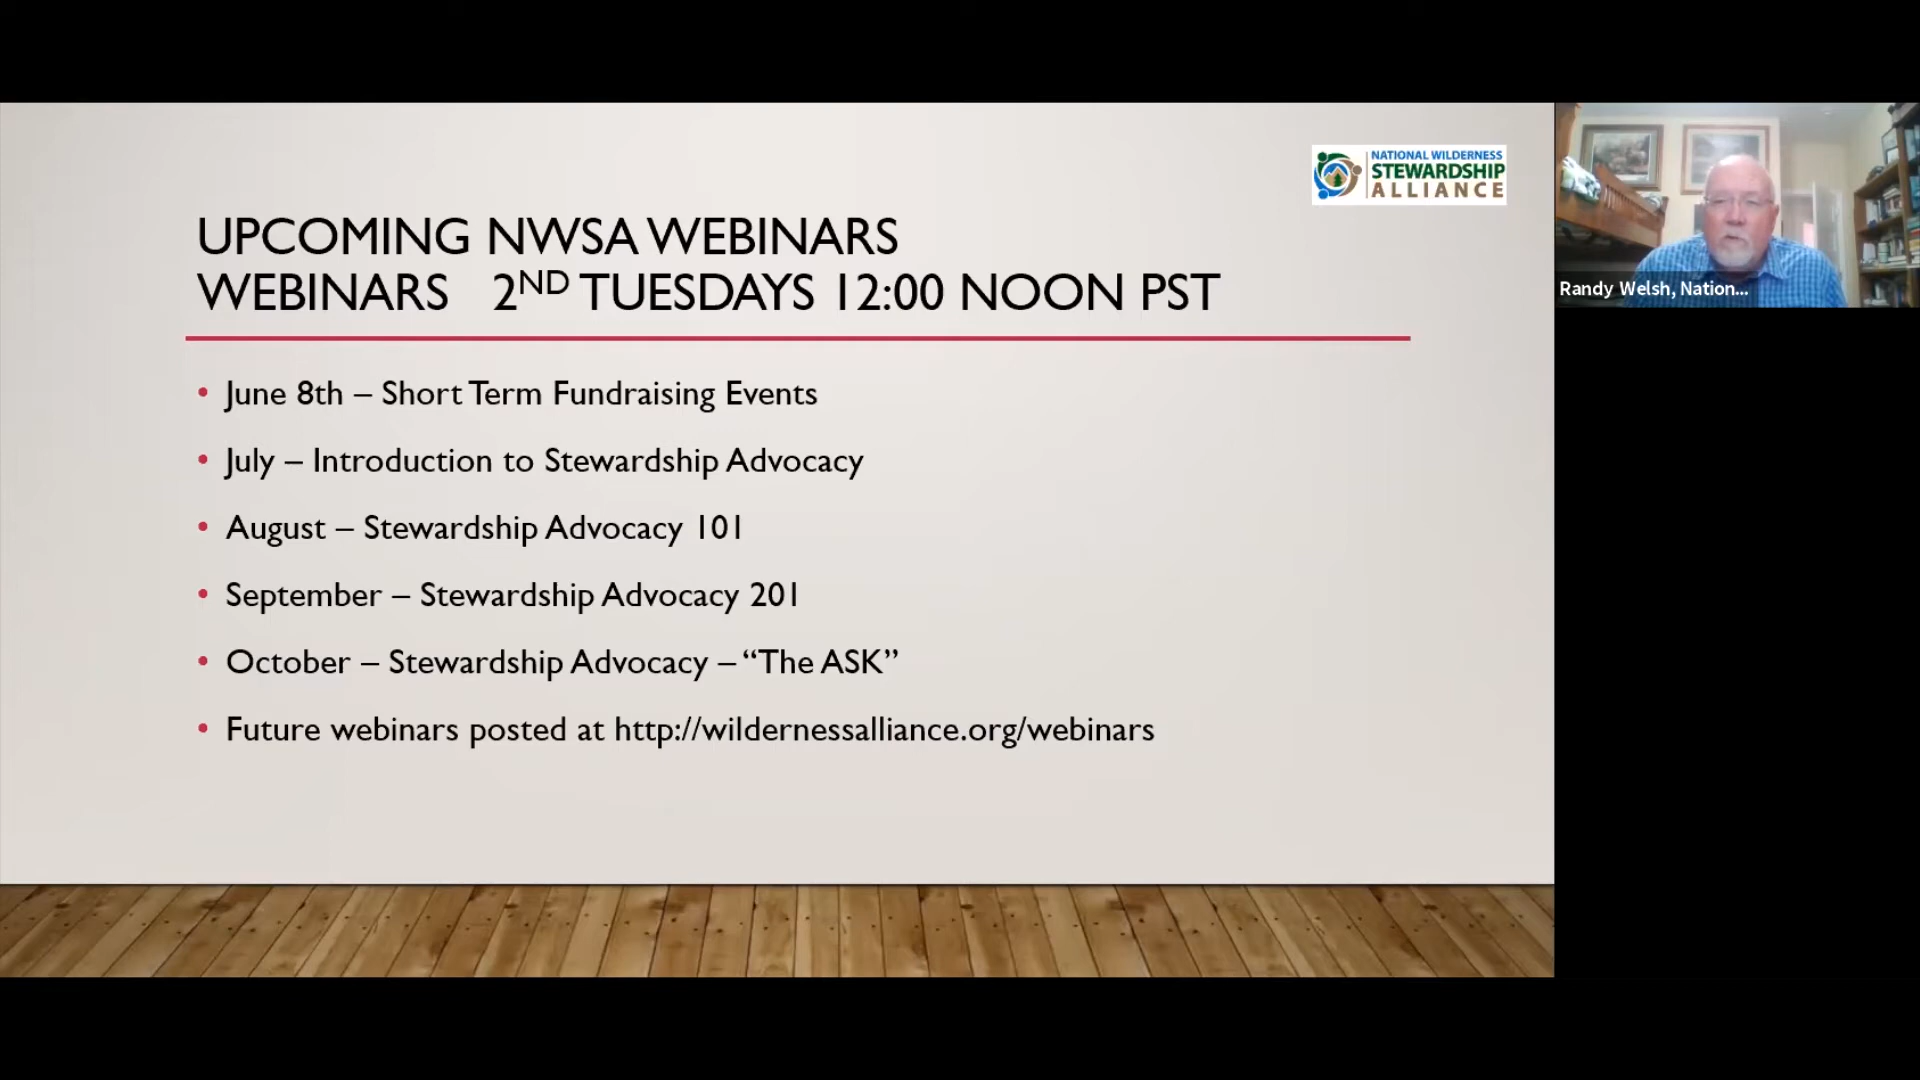 NATIONAL WILDERNESS
STEWARDSHIP
ALLIANCE
UPCOMING NWSA WEBINARS
WEBINARS 2ND TUESDAYS 12:00 NOON PST
• June 8th – Short Term Fundraising Events
• July – Introduction to Stewardship Advocacy
• August – Stewardship Advocacy 101
• September – Stewardship Advocacy 201
• October – Stewardship Advocacy – “The ASK”
• Future webinars posted at http://wildernessalliance.org/webinars
Randy Welsh, Nation...